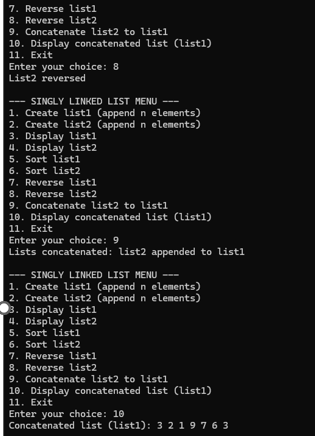 7. Reverse list1
8. Reverse list2
9. Concatenate list2 to list1
10. Display concatenated list (list1)
11. Exit
Enter your choice: 8
List2 reversed
--- SINGLY LINKED LIST MENU ---
1. Create list1 (append n elements)
2. Create list2 (append n elements)
3. Display list1
4. Display list2
5. Sort list1
6. Sort list2
7. Reverse list1
8. Reverse list2
9. Concatenate list2 to list1
10. Display concatenated list (list1)
11. Exit
Enter your choice: 9
Lists concatenated: list2 appended to list1
--- SINGLY LINKED LIST MENU ---
1. Create list1 (append n elements)
2. Create list2 (append n elements)
3. Display list1
4. Display list2
5. Sort list1
6. Sort list2
7. Reverse list1
8. Reverse list2
9. Concatenate list2 to list1
10. Display concatenated list (list1)
11. Exit
Enter your choice: 10
Concatenated list (list1): 3 2 1 9 7 6 3